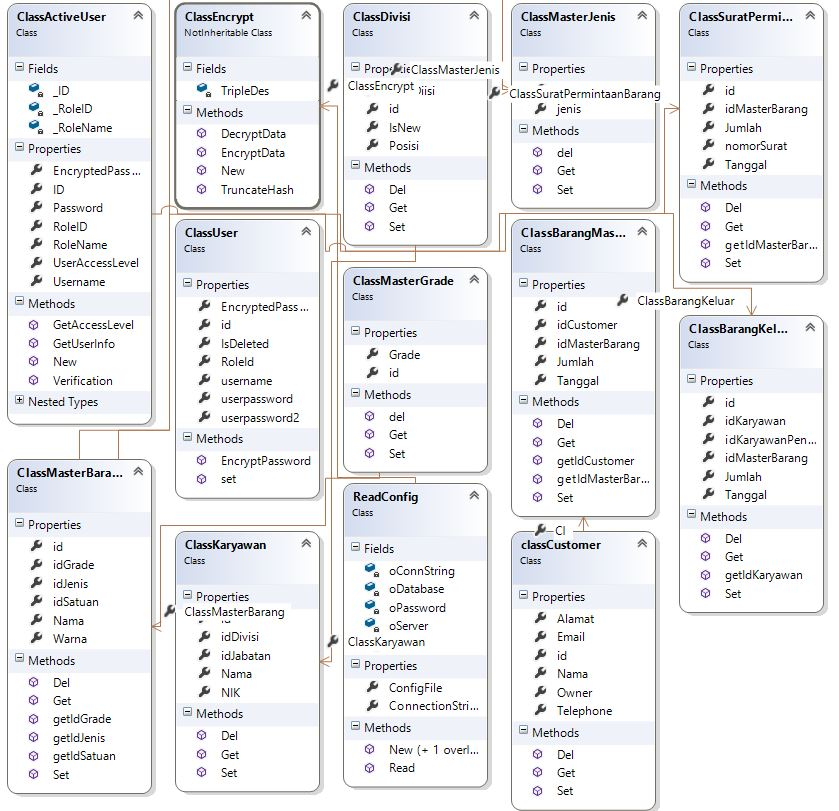 ClassActiveUser
Class
Fields
_ID
_RoleID
_RoleName
Properties
EncryptedPass...
ID
Password
RoleID
RoleName
UserAccessLevel
Username
Methods
GetAccessLevel
GetUserInfo
New
Verification
Nested Types
ClassMasterBara...
Class
Properties
id
idGrade
idJenis
idSatuan
Nama
Warna
Methods
Del
Get
getIdGrade
getIdJenis
getIdSatuan
Set
ClassEncrypt
NotInheritable Class
Fields
TripleDes
Methods
DecryptData
EncryptData
New
TruncateHash
ClassUser
Class
Properties
EncryptedPass...
id
IsDeleted
RoleId
username
userpassword
userpassword2
Methods
EncryptPassword
set
ClassKaryawan
Class
Properties
ClassMasterBarang
idDivisi
idJabatan
Nama
NIK
Methods
Del
Get
Set
ClassDivisi
Class
ClassMasterJenis
ClassEncrypt
id
IsNew
Posisi
Methods
Del
Get
Set
ClassMasterGrade
Class
Properties
Grade
id
Methods
del
Get
Set
ReadConfig
Class
Fields
oConnString
oDatabase
oPassword
oServer
ClassKaryawan
Properties
ConfigFile
ConnectionStri...
Methods
New (+ 1 overl...
Read
ClassMasterJenis
Class
Properties
ClassSuratPermintaanBarang
jenis
Methods
del
Get
Set
ClassBarangMas...
Class
Properties
id
idCustomer
idMasterBarang
Jumlah
Tanggal
Methods
Del
Get
getIdCustomer
getIdMasterBar...
Set
Cl
classCustomer
Class
Properties
Alamat
Email
id
Nama
Owner
Telephone
Methods
Del
Get
Set
ClassSuratPermi...
Class
Properties
id
idMasterBarang
Jumlah
nomorSurat
Tanggal
Methods
Del
Get
getIdMasterBar...
Set
ClassBarangKeluar
ClassBarangKel...
Class
Properties
id
idKaryawan
idKaryawanPen...
idMasterBarang
Jumlah
Tanggal
Methods
Del
Get
getIdKaryawan
Set